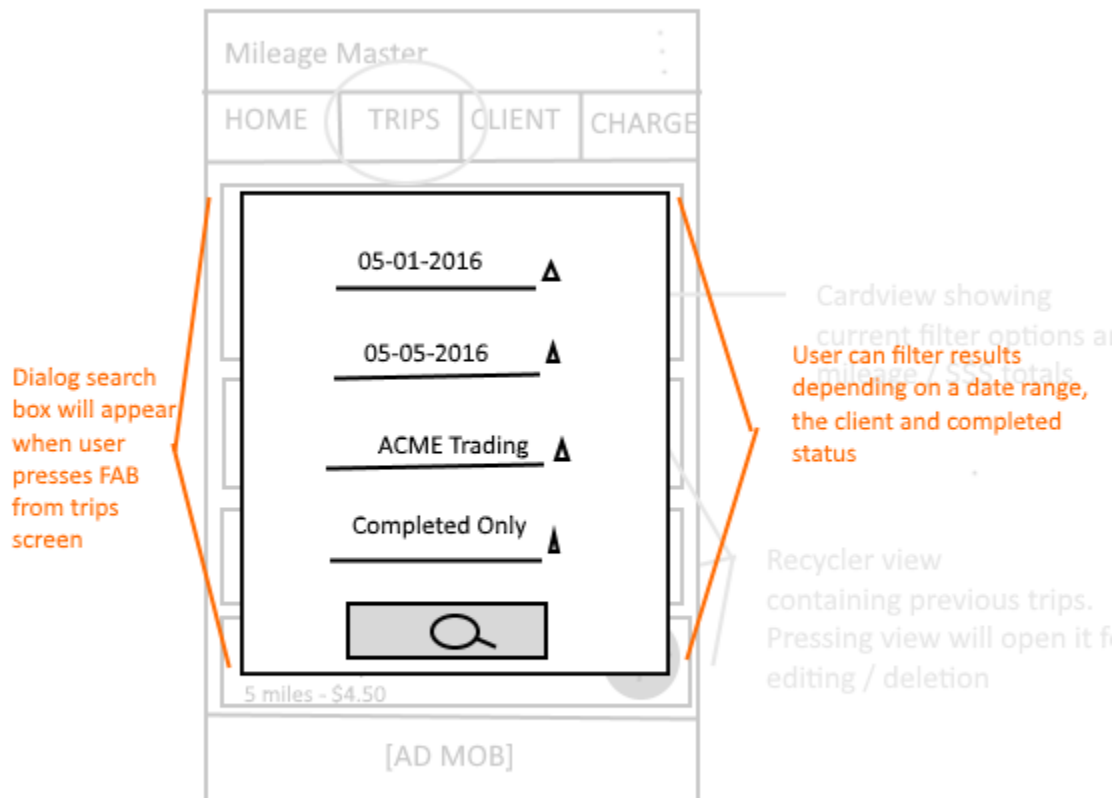 Mileage Master
HOME TRIPS CLIENT CHARGE
05-01-2016
05-05-2016
ACME Trading
Completed Only
5 miles - $4.50
[AD MOB]
Dialog search
box will appear
when user
presses FAB
from trips
screen
User can filter results
depending on a date range,
the client and completed
status
Cardview showing
current filter options
mileage / $$$ totals
Recycler view
containing previous trips.
Pressing view will open it
editing / deletion